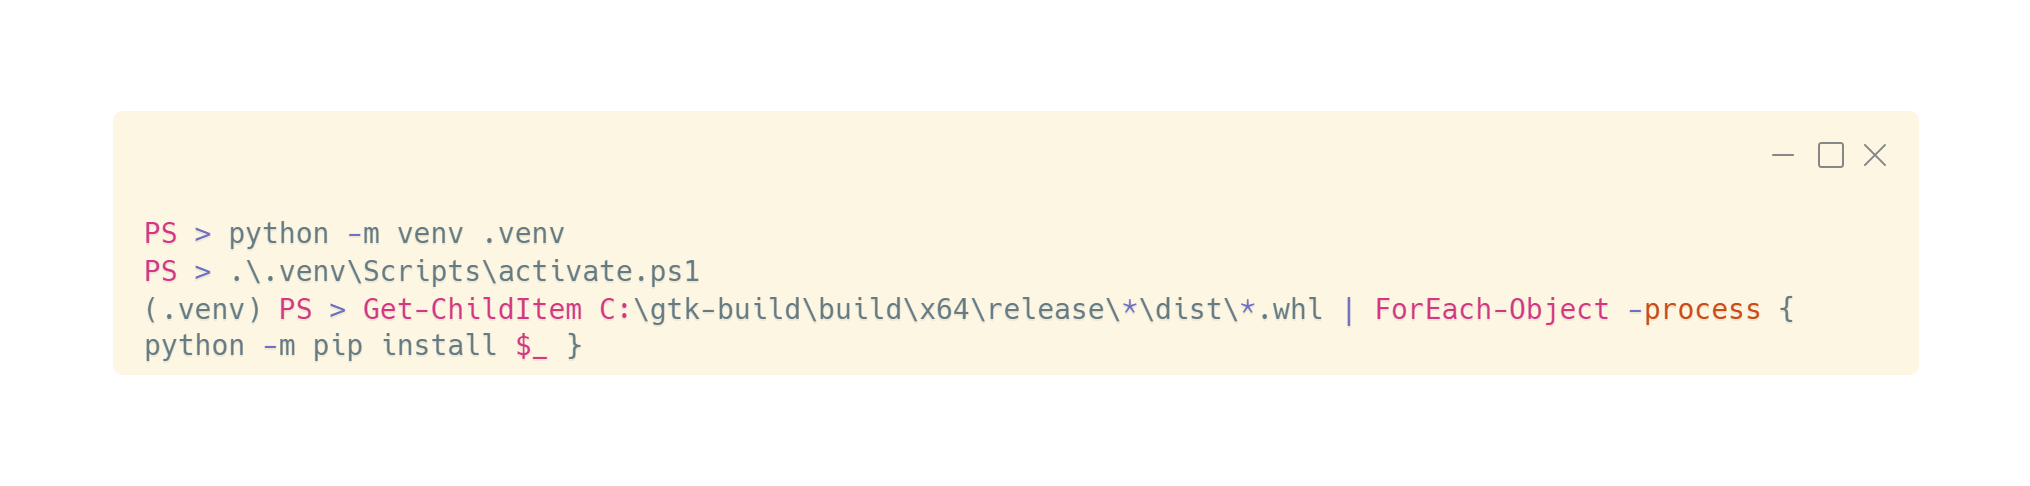 PS > python -m venv .venv
PS > .\.venv\Scripts\activate.ps1
(.venv) PS > Get-ChildItem C:\gtk-build\build\x64\release\*\dist\*.whl | ForEach-Object -process {
python -m pip install $_ }